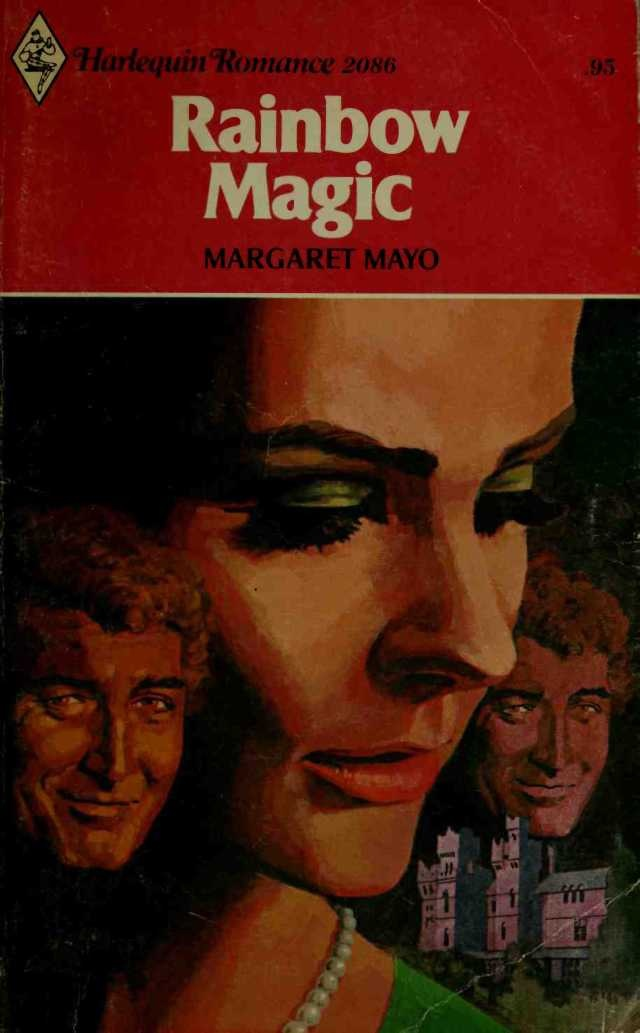 Harlequin Romance 2086
.95
Rainbow
Magic
MARGARET MAYO